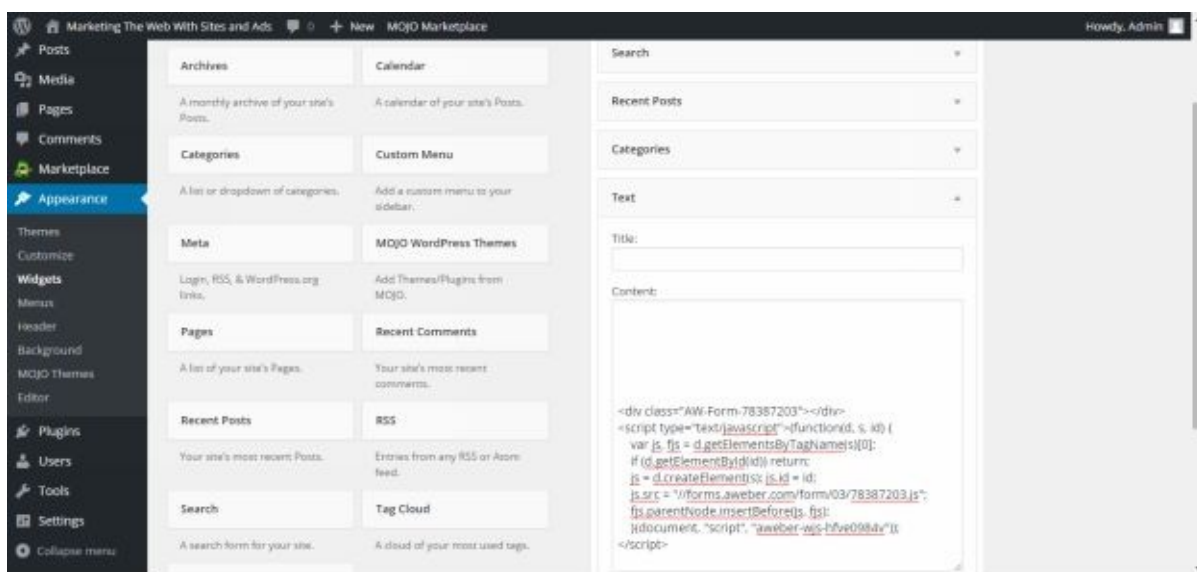 Marketing The Web With Sites and Ads 0 + New MOJO Marketplace Howdy, Admin
Posts
Media
Pages
Comments
Marketplace
Appearance
Themes
Customize
Widgets
Menus
Header
Background
MOJO Themes
Editor
Plugins
Users
Tools
Settings
Collapse menu
Archives
A monthly archive of your site's
Posts.
Calendar
A calendar of your site's Posts.
Categories
A list or dropdown of categories.
Custom Menu
Add a custom menu to your
sidebar.
Meta
Login, RSS, & WordPress.org
links.
MOJO WordPress Themes
Add Themes/Plugins from
MOJO.
Pages
A list of your site's Pages.
Recent Comments
Your site's most recent
comments.
Recent Posts
Your site's most recent Posts.
RSS
Entries from any RSS or Atom
feed.
Search
A search form for your site.
Tag Cloud
A cloud of your most used tags.
Search
Recent Posts
Categories
Text
Title:
Content:
<div class="AW-Form-78387203"></div>
<script type="text/javascript">(function(d, s, id) {
var js, fjs = d.getElementsByTagName(s)[0];
if (d.getElementById(id)) return;
js = d.createElement(s); js.id = id;
js.src = "//forms.aweber.com/form/03/78387203.js";
fjs.parentNode.insertBefore(js, fjs);
}(document, "script", "aweber-wjs-hfve0984v"));
</script>